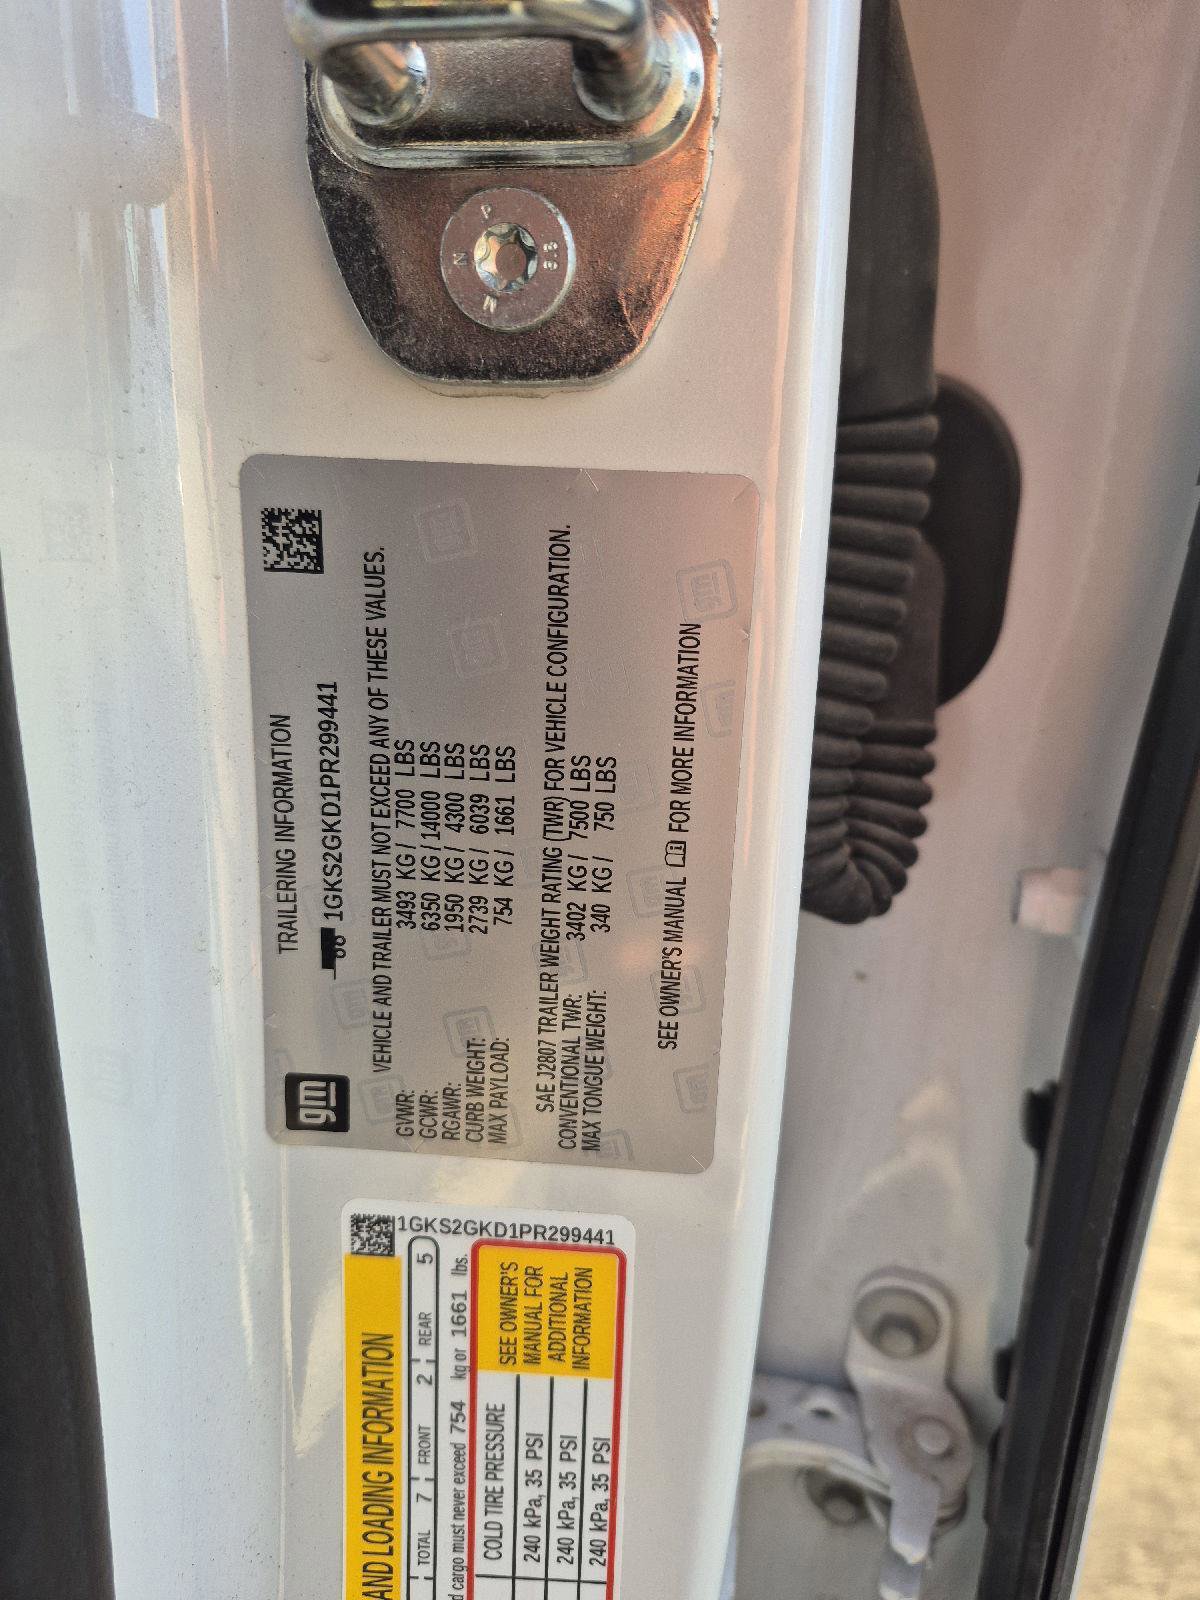 TRAILERING INFORMATION
1GKS2GKD1PR299441
gm
VEHICLE AND TRAILER MUST NOT EXCEED ANY OF THESE VALUES.
GVWR: 3493 KG / 7700 LBS
GCWR: 6350 KG / 14000 LBS
RGAWR: 1950 KG / 4300 LBS
CURB WEIGHT: 2739 KG / 6039 LBS
MAX PAYLOAD: 754 KG / 1661 LBS
SAE J2807 TRAILER WEIGHT RATING (TWR) FOR VEHICLE CONFIGURATION.
CONVENTIONAL TWR: 3402 KG / 7500 LBS
MAX TONGUE WEIGHT: 340 KG / 750 LBS
SEE OWNER'S MANUAL FOR MORE INFORMATION
1GKS2GKD1PR299441
AND LOADING INFORMATION
TOTAL 7 FRONT 2 REAR 5
cargo must never exceed 754 kg or 1661 lbs.
COLD TIRE PRESSURE
240 kPa, 35 PSI
240 kPa, 35 PSI
240 kPa, 35 PSI
SEE OWNER'S
MANUAL FOR
ADDITIONAL
INFORMATION